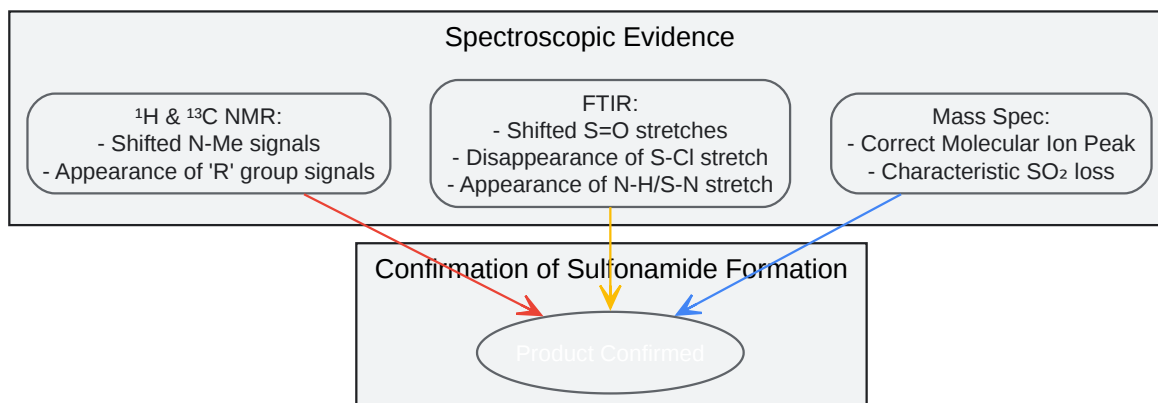 Spectroscopic Evidence
¹H & ¹³C NMR:
- Shifted N-Me signals
- Appearance of 'R' group signals
FTIR:
- Shifted S=O stretches
- Disappearance of S-Cl stretch
- Appearance of N-H/S-N stretch
Mass Spec:
- Correct Molecular Ion Peak
- Characteristic SO₂ loss
Confirmation of Sulfonamide Formation
Product Confirmed